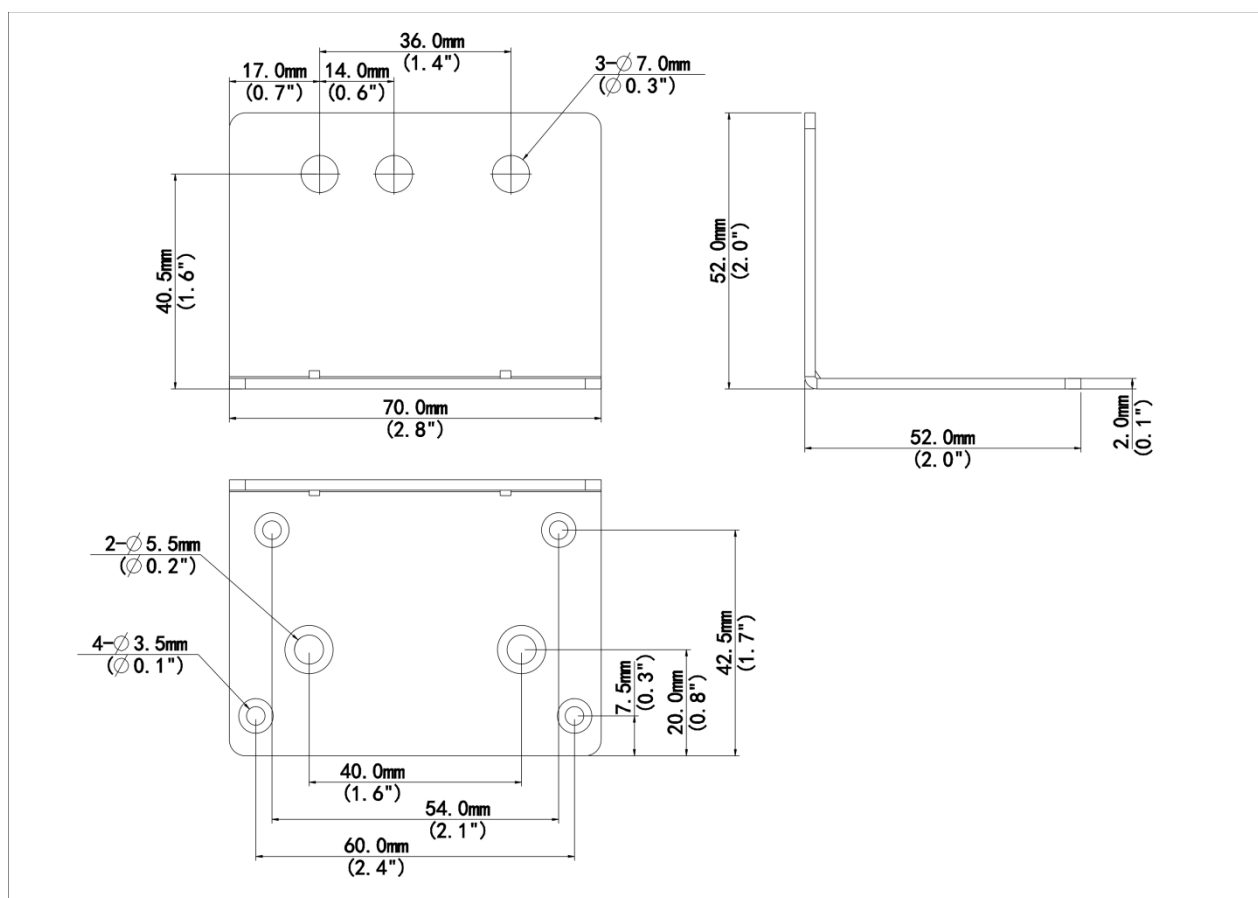 36. 0mm
(1. 4")
17. 0mm
(0. 7")
14. 0mm
(0. 6")
3-∅ 7. 0mm
(∅ 0. 3")
40. 5mm
(1. 6")
52. 0mm
(2. 0")
70. 0mm
(2. 8")
52. 0mm
(2. 0")
2. 0mm
(0. 1")
2-∅ 5. 5mm
(∅ 0. 2")
4-∅ 3. 5mm
(∅ 0. 1")
7. 5mm
(0. 3")
20. 0mm
(0. 8")
42. 5mm
(1. 7")
40. 0mm
(1. 6")
54. 0mm
(2. 1")
60. 0mm
(2. 4")